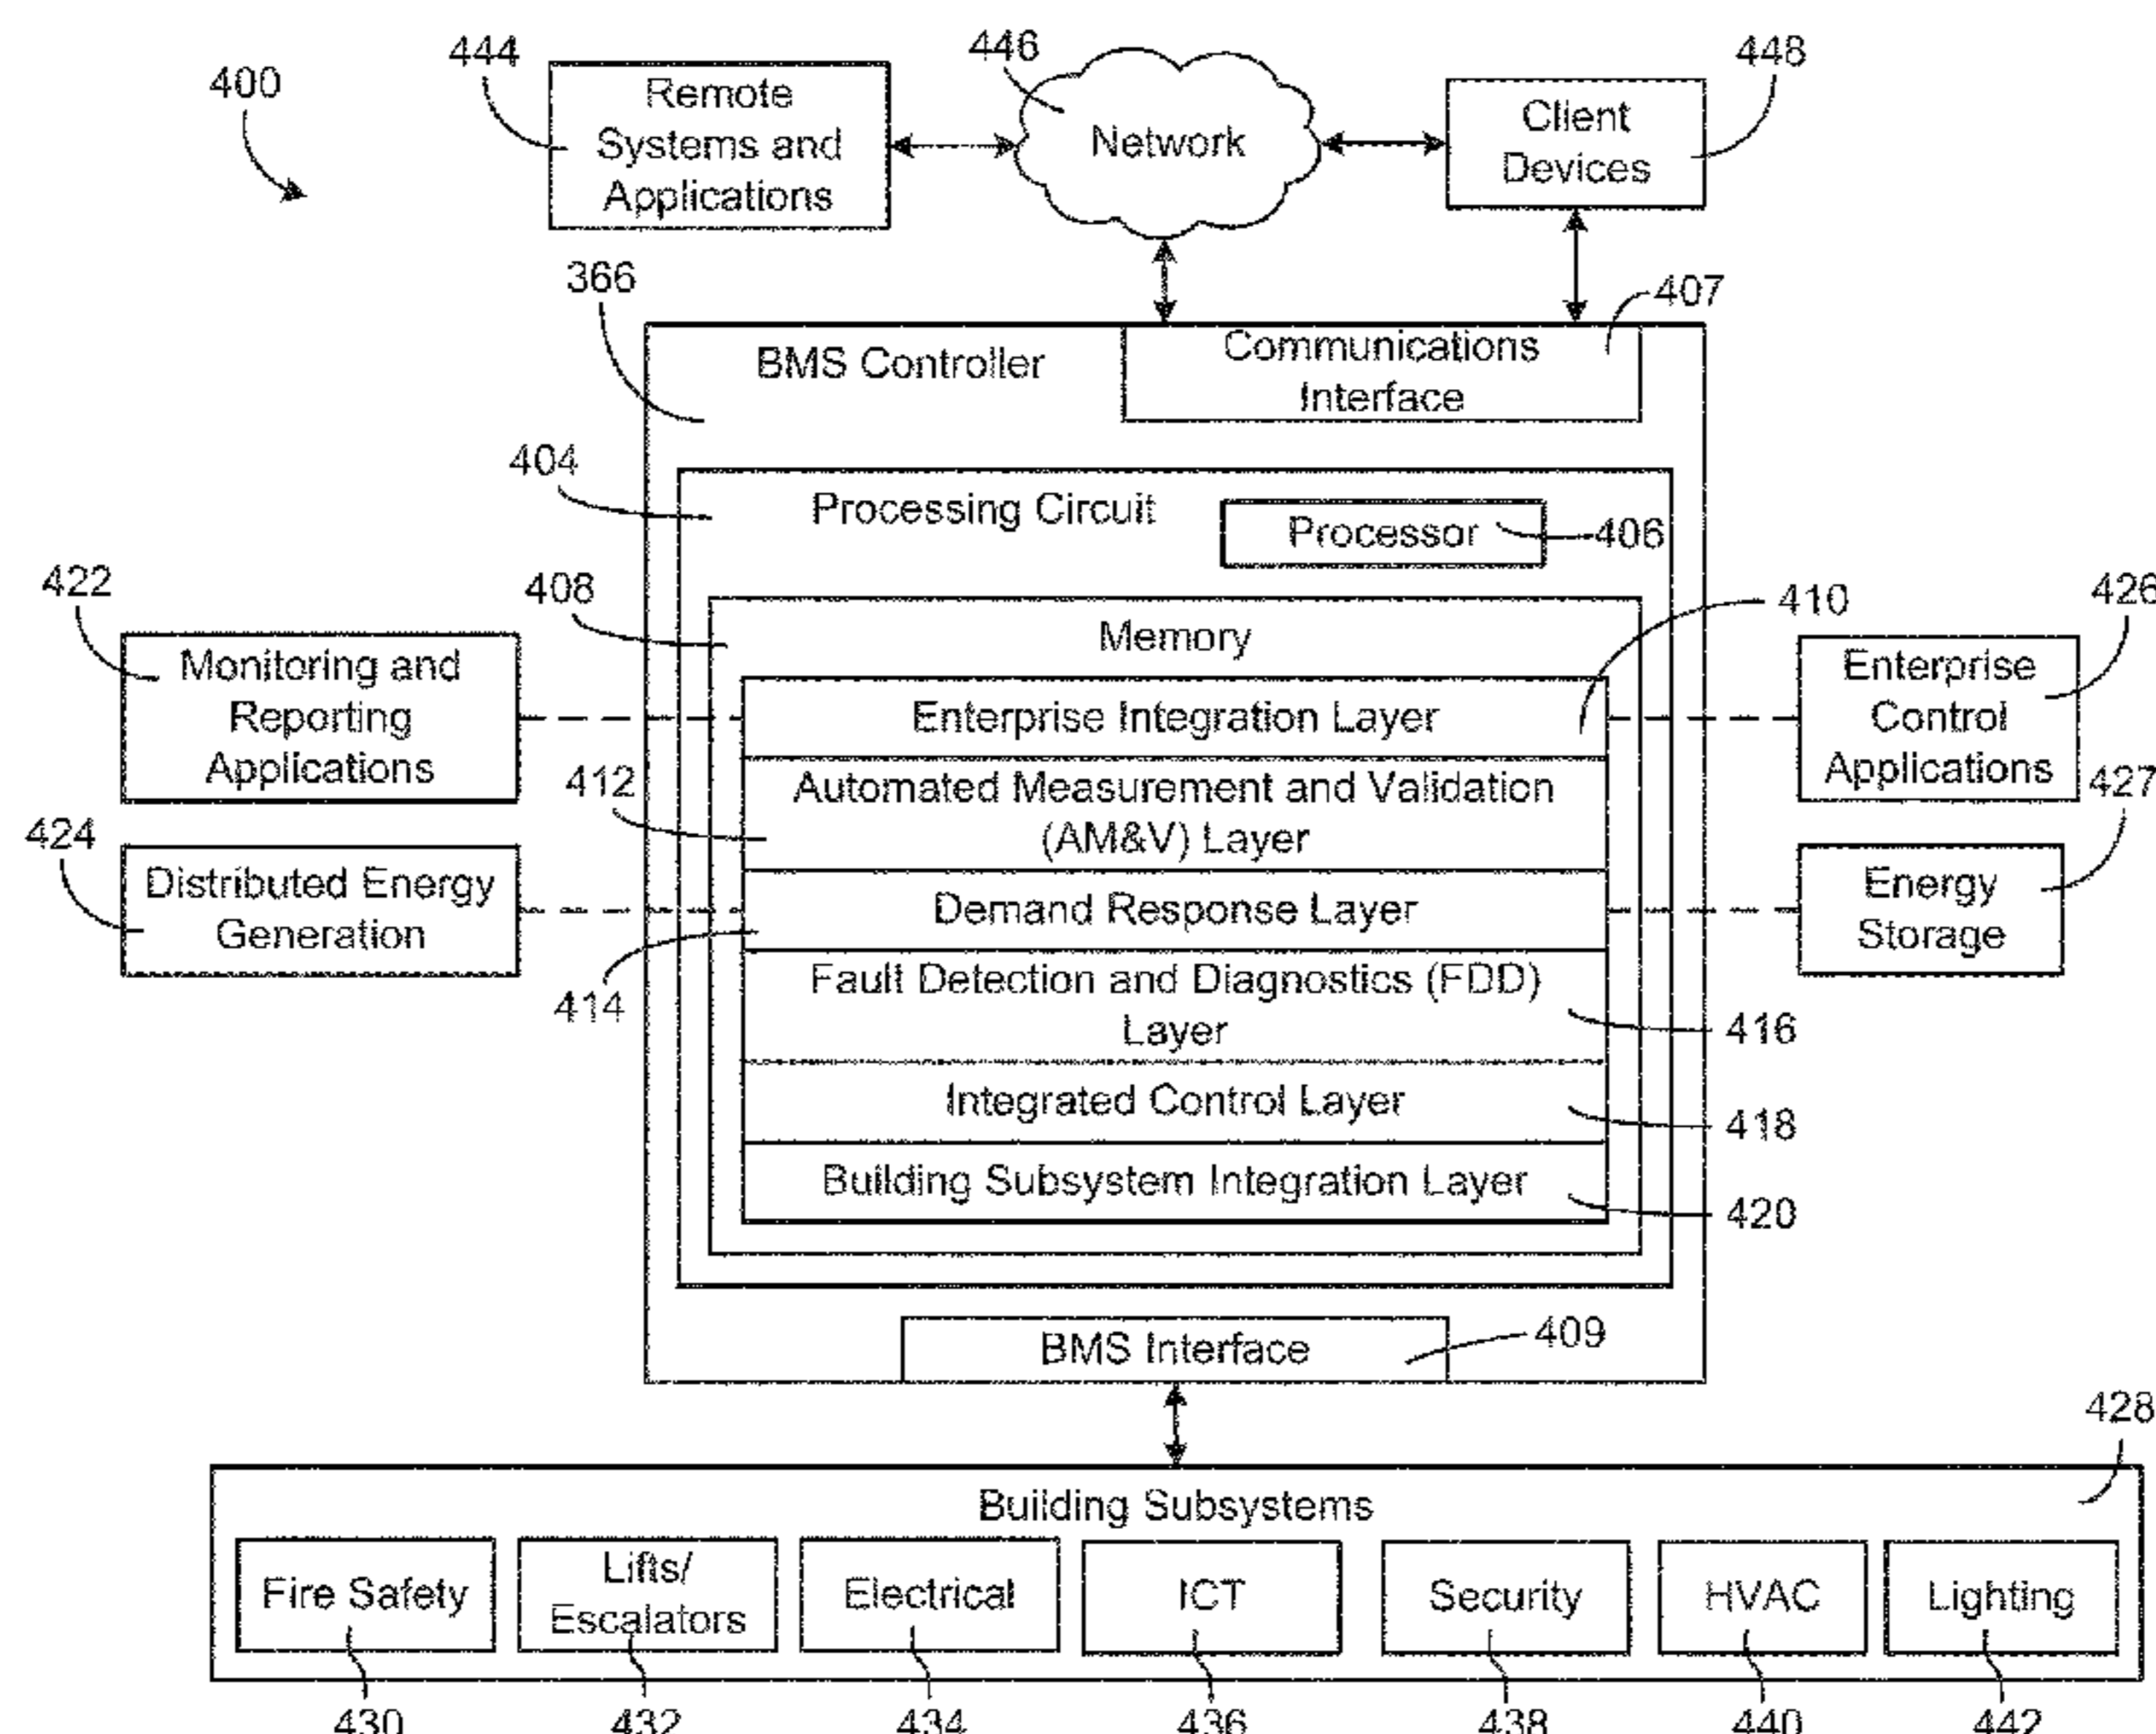 444
446
448
400
Remote
Systems and
Applications
Network
Client
Devices
366
407
BMS Controller
Communications
Interface
404
Processing Circuit
Processor
406
422
408
410
426
Memory
Monitoring and
Reporting
Applications
Enterprise Integration Layer
Enterprise
Control
Applications
412
427
Automated Measurement and Validation
(AM&V) Layer
424
Distributed Energy
Generation
Demand Response Layer
Energy
Storage
414
Fault Detection and Diagnostics (FDD)
Layer
416
Integrated Control Layer
418
Building Subsystem Integration Layer
420
BMS Interface
409
428
Building Subsystems
Fire Safety
Lifts/
Escalators
Electrical
ICT
Security
HVAC
Lighting
430
432
434
436
438
440
442